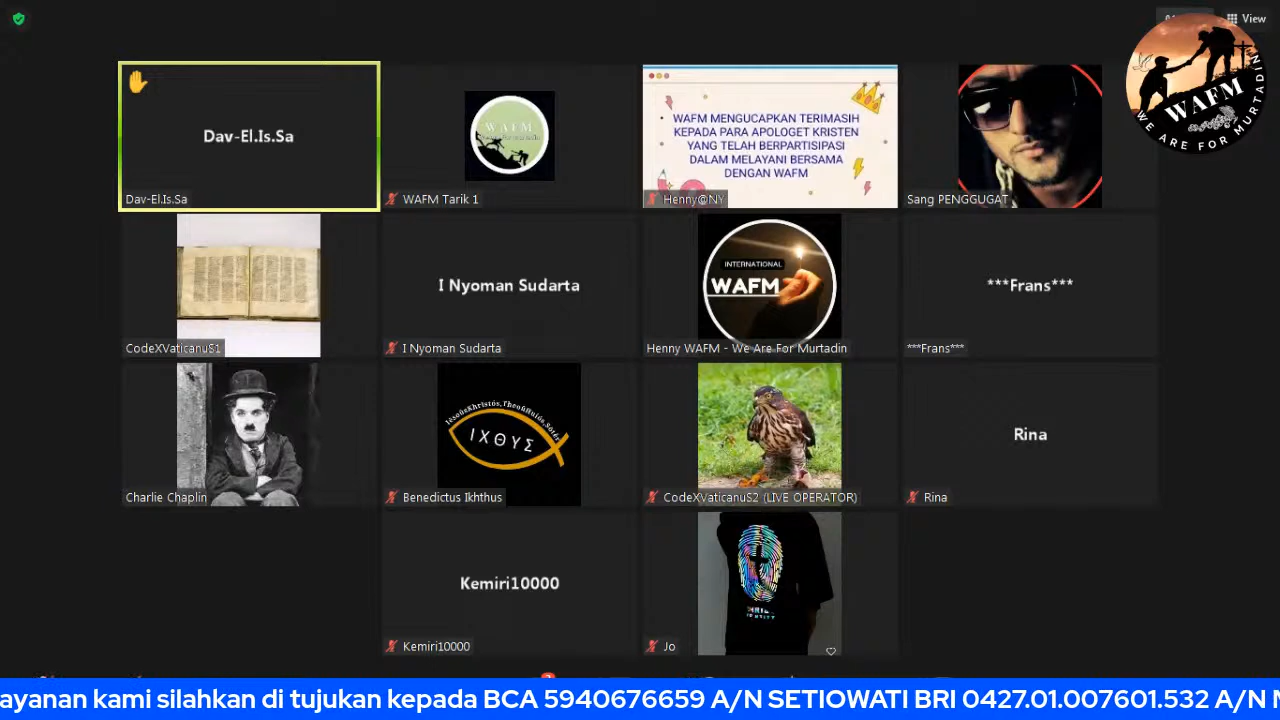 View
WAFM
WE ARE FOR MURTADIN
Dav-El.Is.Sa
Dav-El.Is.Sa
WAFM
WAFM Tarik 1
• WAFM MENGUCAPKAN TERIMASIH
KEPADA PARA APOLOGET KRISTEN
YANG TELAH BERPARTISIPASI
DALAM MELAYANI BERSAMA
DENGAN WAFM
Henny@NY
Sang PENGGUGAT
CodeXVaticanuS1
I Nyoman Sudarta
I Nyoman Sudarta
INTERNATIONAL
WAFM
Henny WAFM - We Are For Murtadin
***Frans***
***Frans***
Charlie Chaplin
IésoûsKhristós,TheoûHuiós,Sōtér
ΙΧΘΥΣ
Benedictus Ikhthus
CodeXVaticanuS2 (LIVE OPERATOR)
Rina
Rina
Kemiri10000
Kemiri10000
Jo
ayanan kami silahkan di tujukan kepada BCA 5940676659 A/N SETIOWATI BRI 0427.01.007601.532 A/N